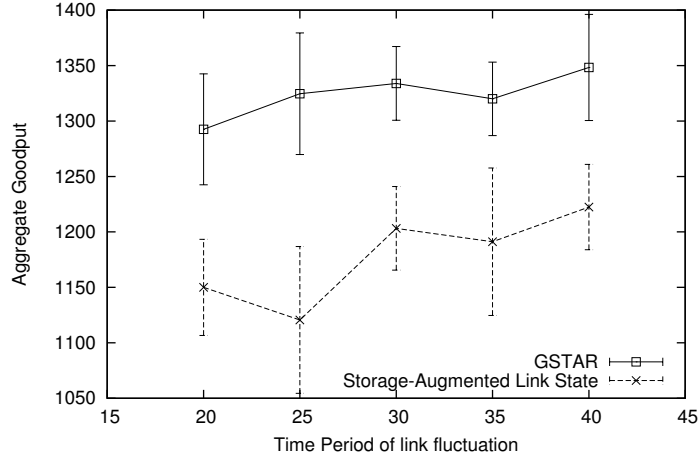 1400
1350
1300
1250
1200
1150
1100
1050
Aggregate Goodput
GSTAR
Storage-Augmented Link State
15 20 25 30 35 40 45
Time Period of link fluctuation